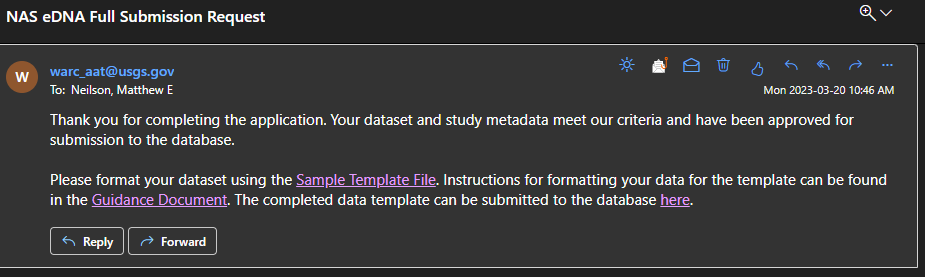 NAS eDNA Full Submission Request
W
warc_aat@usgs.gov
To: Neilson, Matthew E
Mon 2023-03-20 10:46 AM
Thank you for completing the application. Your dataset and study metadata meet our criteria and have been approved for
submission to the database.
Please format your dataset using the Sample Template File. Instructions for formatting your data for the template can be found
in the Guidance Document. The completed data template can be submitted to the database here.
Reply
Forward